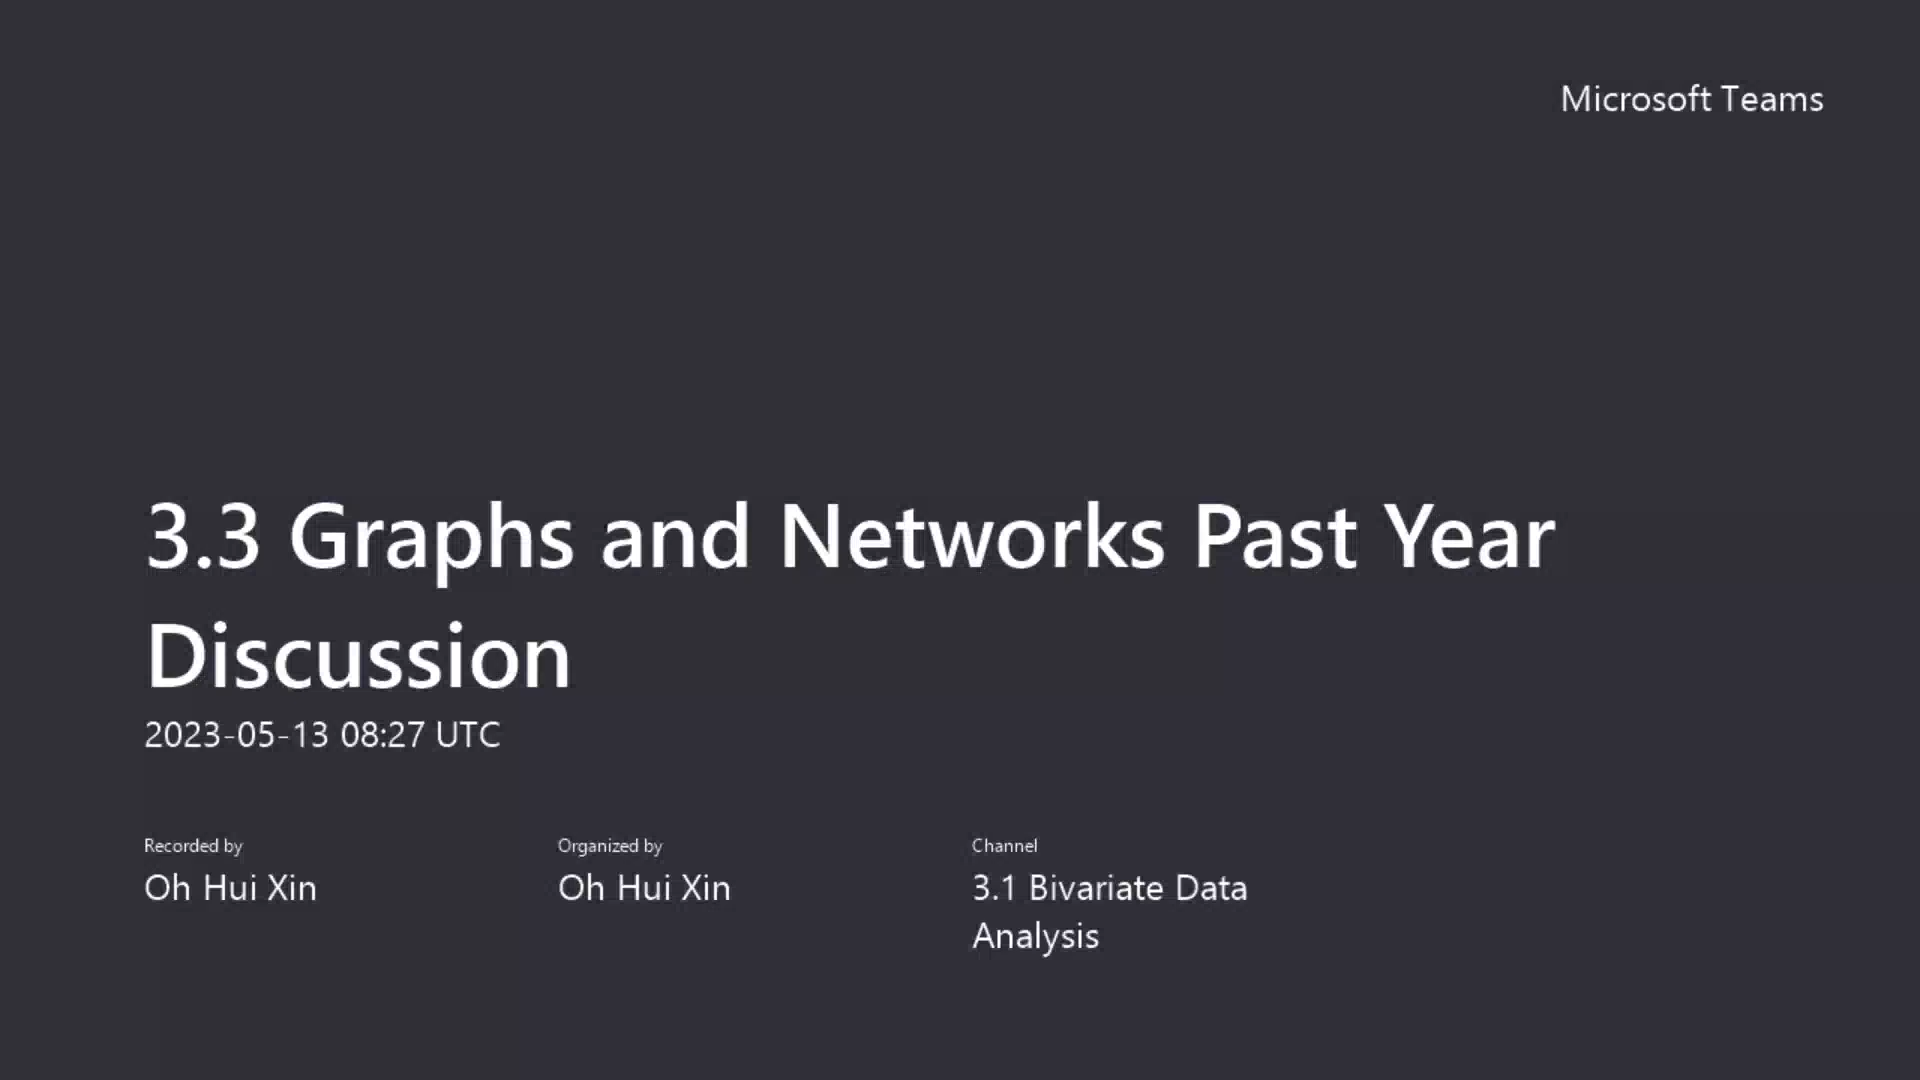 Microsoft Teams
3.3 Graphs and Networks Past Year
Discussion
2023-05-13 08:27 UTC
Recorded by
Oh Hui Xin
Organized by
Oh Hui Xin
Channel
3.1 Bivariate Data
Analysis